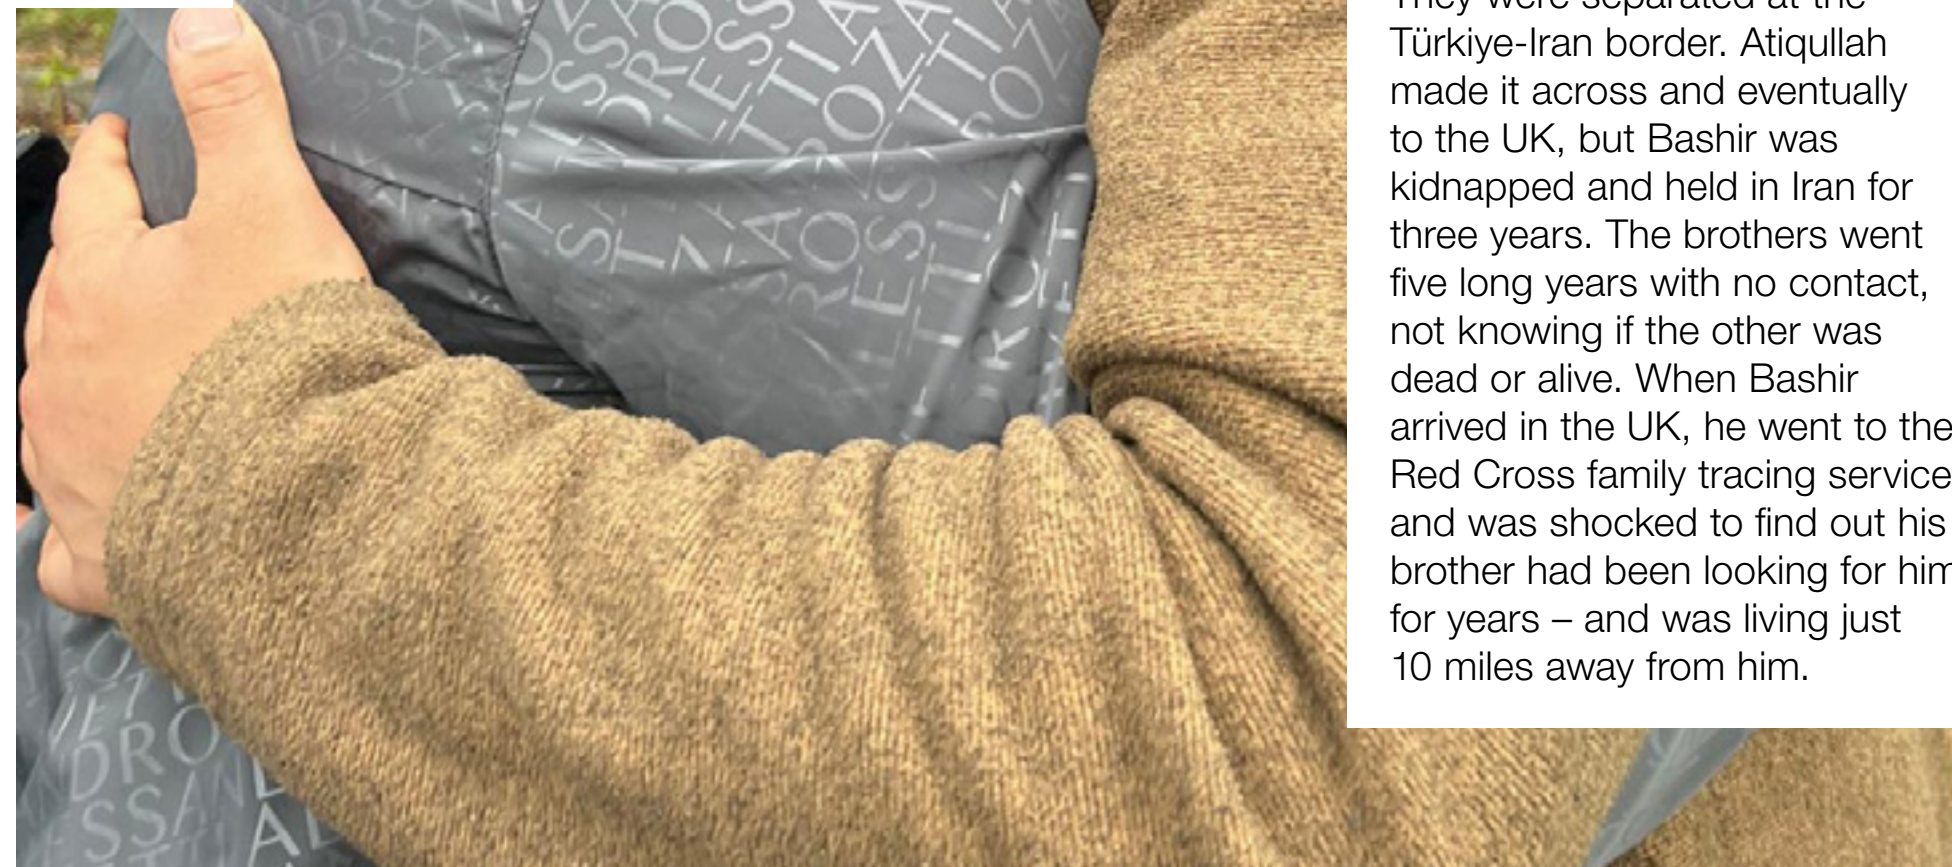 They were separated at the
Türkiye-Iran border. Atiqullah
made it across and eventually
to the UK, but Bashir was
kidnapped and held in Iran for
three years. The brothers went
five long years with no contact,
not knowing if the other was
dead or alive. When Bashir
arrived in the UK, he went to the
Red Cross family tracing service
and was shocked to find out his
brother had been looking for him
for years – and was living just
10 miles away from him.